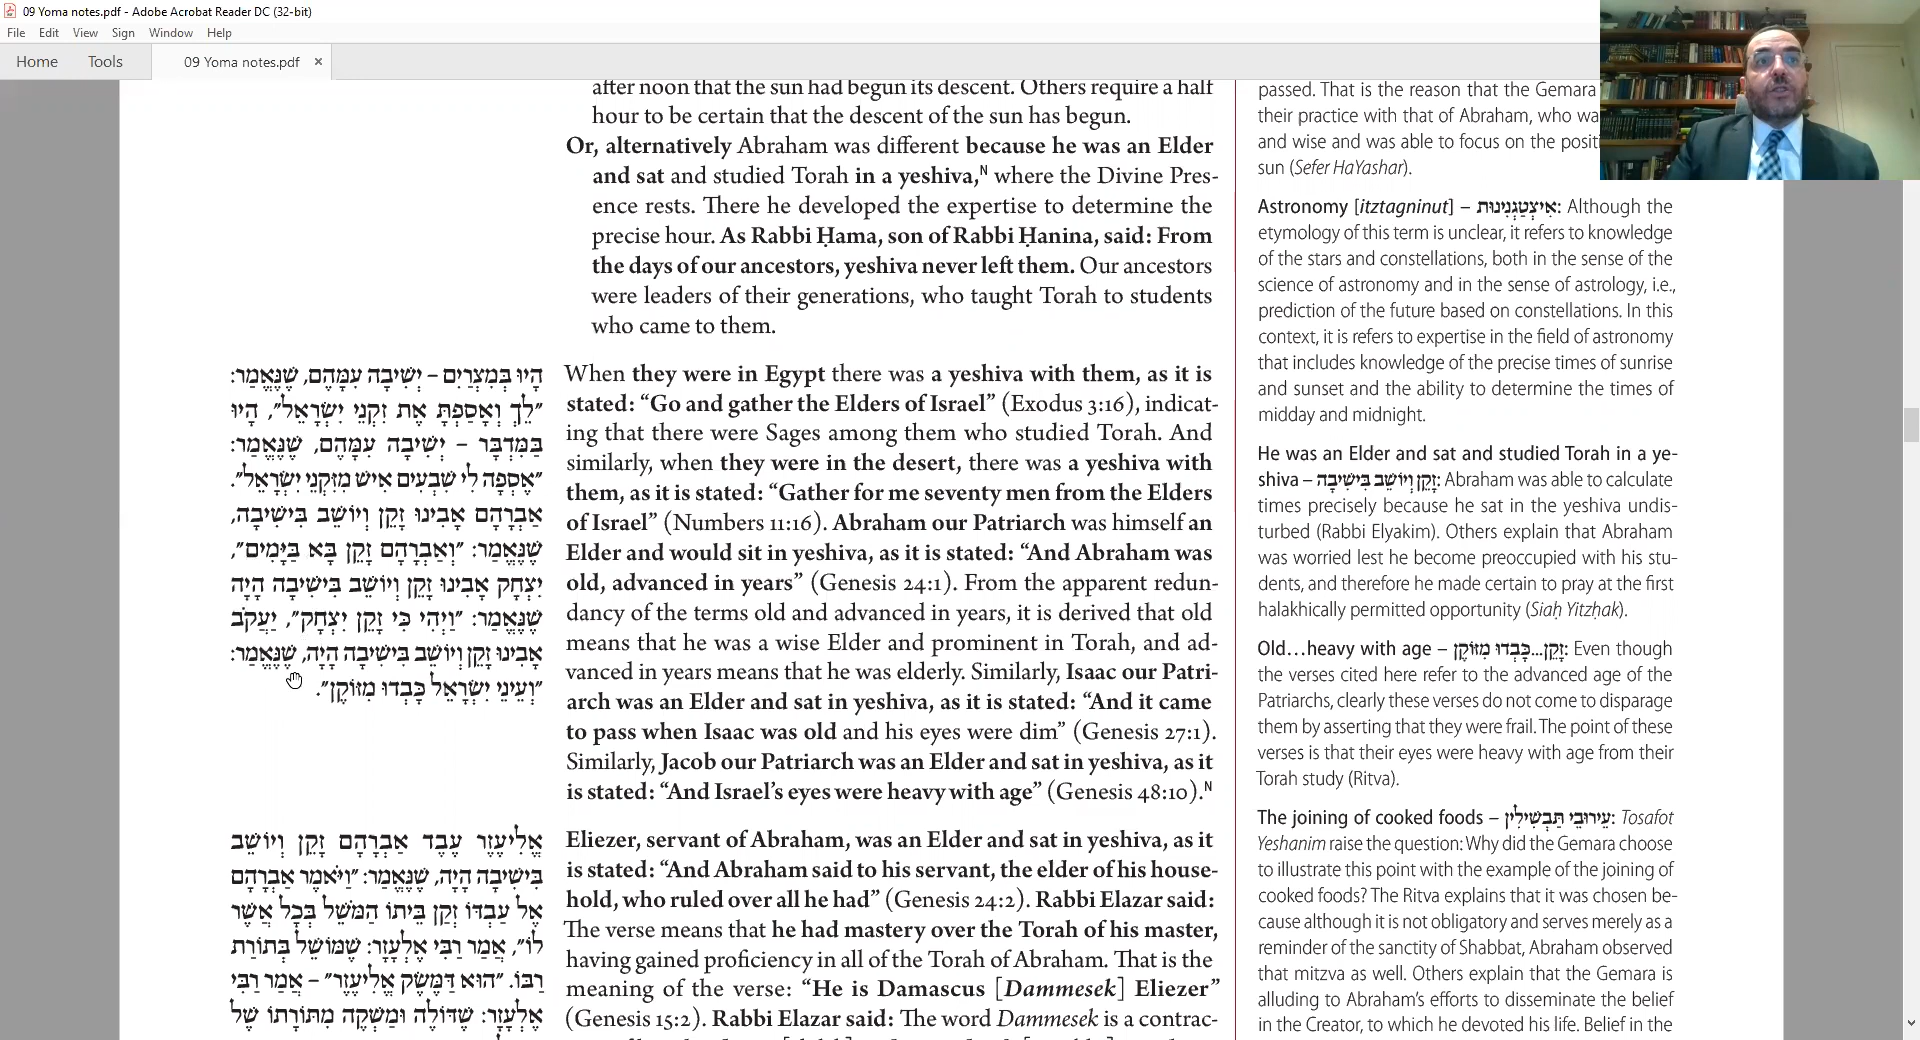 09 Yoma notes.pdf - Adobe Acrobat Reader DC (32-bit)
File Edit View Sign Window Help
Home Tools 09 Yoma notes.pdf ×
after noon that the sun had begun its descent. Others require a half
hour to be certain that the descent of the sun has begun.
Or, alternatively Abraham was different because he was an Elder
and sat and studied Torah in a yeshiva,ᴺ where the Divine Pres-
ence rests. There he developed the expertise to determine the
precise hour. As Rabbi Ḥama, son of Rabbi Ḥanina, said: From
the days of our ancestors, yeshiva never left them. Our ancestors
were leaders of their generations, who taught Torah to students
who came to them.
הָיוּ בְּמִצְרַיִם – יְשִׁיבָה עִמָּהֶם, שֶׁנֶּאֱמַר:
״לֵךְ וְאָסַפְתָּ אֶת זִקְנֵי יִשְׂרָאֵל״, הָיוּ
בַּמִּדְבָּר – יְשִׁיבָה עִמָּהֶם, שֶׁנֶּאֱמַר:
״אֶסְפָה לִי שִׁבְעִים אִישׁ מִזִּקְנֵי יִשְׂרָאֵל״.
אַבְרָהָם אָבִינוּ זָקֵן וְיוֹשֵׁב בִּישִׁיבָה,
שֶׁנֶּאֱמַר: ״וְאַבְרָהָם זָקֵן בָּא בַּיָּמִים״,
יִצְחָק אָבִינוּ זָקֵן וְיוֹשֵׁב בִּישִׁיבָה הָיָה
שֶׁנֶּאֱמַר: ״וַיְהִי כִּי זָקֵן יִצְחָק״, יַעֲקֹב
אָבִינוּ זָקֵן וְיוֹשֵׁב בִּישִׁיבָה הָיָה, שֶׁנֶּאֱמַר:
״וְעֵינֵי יִשְׂרָאֵל כָּבְדוּ מִזּוֹקֶן״.
When they were in Egypt there was a yeshiva with them, as it is
stated: “Go and gather the Elders of Israel” (Exodus 3:16), indicat-
ing that there were Sages among them who studied Torah. And
similarly, when they were in the desert, there was a yeshiva with
them, as it is stated: “Gather for me seventy men from the Elders
of Israel” (Numbers 11:16). Abraham our Patriarch was himself an
Elder and would sit in yeshiva, as it is stated: “And Abraham was
old, advanced in years” (Genesis 24:1). From the apparent redun-
dancy of the terms old and advanced in years, it is derived that old
means that he was a wise Elder and prominent in Torah, and ad-
vanced in years means that he was elderly. Similarly, Isaac our Patri-
arch was an Elder and sat in yeshiva, as it is stated: “And it came
to pass when Isaac was old and his eyes were dim” (Genesis 27:1).
Similarly, Jacob our Patriarch was an Elder and sat in yeshiva, as it
is stated: “And Israel’s eyes were heavy with age” (Genesis 48:10).ᴺ
אֱלִיעֶזֶר עֶבֶד אַבְרָהָם זָקֵן וְיוֹשֵׁב
בִּישִׁיבָה הָיָה, שֶׁנֶּאֱמַר: ״וַיֹּאמֶר אַבְרָהָם
אֶל עַבְדּוֹ זְקַן בֵּיתוֹ הַמֹּשֵׁל בְּכָל אֲשֶׁר
לוֹ״, אָמַר רַבִּי אֶלְעָזָר: שֶׁמּוֹשֵׁל בְּתוֹרַת
רַבּוֹ. ״הוּא דַּמֶּשֶׂק אֱלִיעֶזֶר״ – אָמַר רַבִּי
אֶלְעָזָר: שֶׁדּוֹלֶה וּמַשְׁקֶה מִתּוֹרָתוֹ שֶׁל
Eliezer, servant of Abraham, was an Elder and sat in yeshiva, as it
is stated: “And Abraham said to his servant, the elder of his house-
hold, who ruled over all he had” (Genesis 24:2). Rabbi Elazar said:
The verse means that he had mastery over the Torah of his master,
having gained proficiency in all of the Torah of Abraham. That is the
meaning of the verse: “He is Damascus [Dammesek] Eliezer”
(Genesis 15:2). Rabbi Elazar said: The word Dammesek is a contrac-
passed. That is the reason that the Gemara
their practice with that of Abraham, who wa
and wise and was able to focus on the positi
sun (Sefer HaYashar).
Astronomy [itztagninut] – אִיצְטַגְנִינוּת: Although the
etymology of this term is unclear, it refers to knowledge
of the stars and constellations, both in the sense of the
science of astronomy and in the sense of astrology, i.e.,
prediction of the future based on constellations. In this
context, it is refers to expertise in the field of astronomy
that includes knowledge of the precise times of sunrise
and sunset and the ability to determine the times of
midday and midnight.
He was an Elder and sat and studied Torah in a ye-
shiva – זָקֵן וְיוֹשֵׁב בִּישִׁיבָה: Abraham was able to calculate
times precisely because he sat in the yeshiva undis-
turbed (Rabbi Elyakim). Others explain that Abraham
was worried lest he become preoccupied with his stu-
dents, and therefore he made certain to pray at the first
halakhically permitted opportunity (Siaḥ Yitzḥak).
Old…heavy with age – זָקֵן...כָּבְדוּ מִזּוֹקֶן: Even though
the verses cited here refer to the advanced age of the
Patriarchs, clearly these verses do not come to disparage
them by asserting that they were frail. The point of these
verses is that their eyes were heavy with age from their
Torah study (Ritva).
The joining of cooked foods – עֵירוּבֵי תַּבְשִׁילִין: Tosafot
Yeshanim raise the question: Why did the Gemara choose
to illustrate this point with the example of the joining of
cooked foods? The Ritva explains that it was chosen be-
cause although it is not obligatory and serves merely as a
reminder of the sanctity of Shabbat, Abraham observed
that mitzva as well. Others explain that the Gemara is
alluding to Abraham’s efforts to disseminate the belief
in the Creator, to which he devoted his life. Belief in the